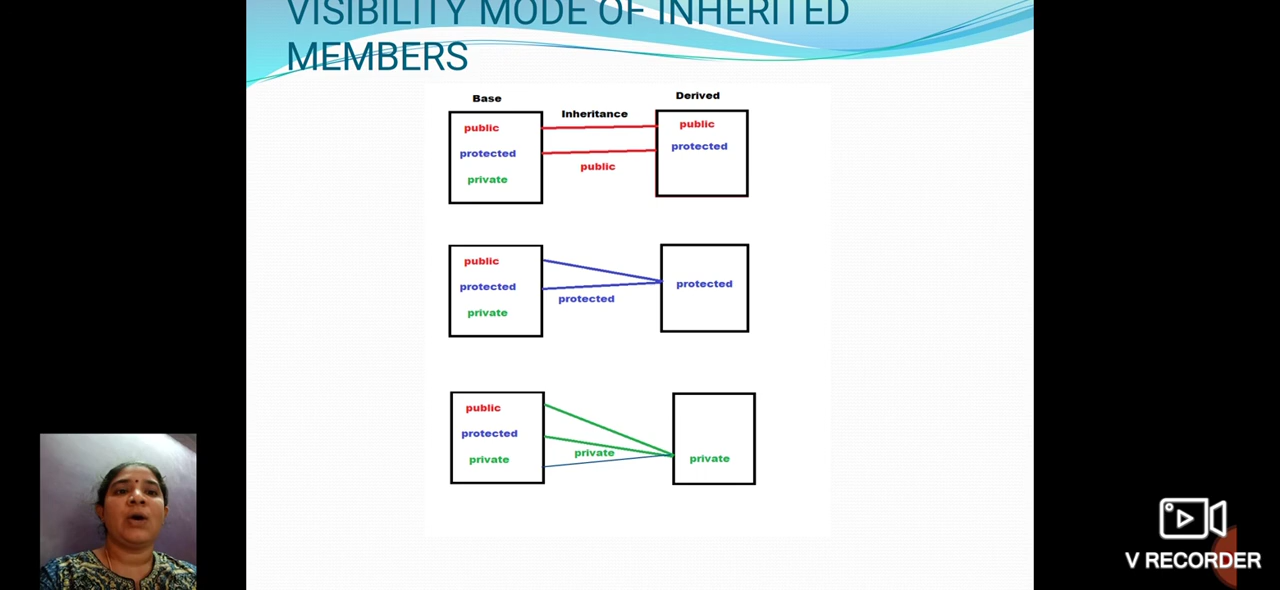 VISIBILITY MODE OF INHERITED
MEMBERS
Base
Inheritance
Derived
public
protected
private
public
public
protected
public
protected
private
protected
protected
public
protected
private
private
private
V RECORDER